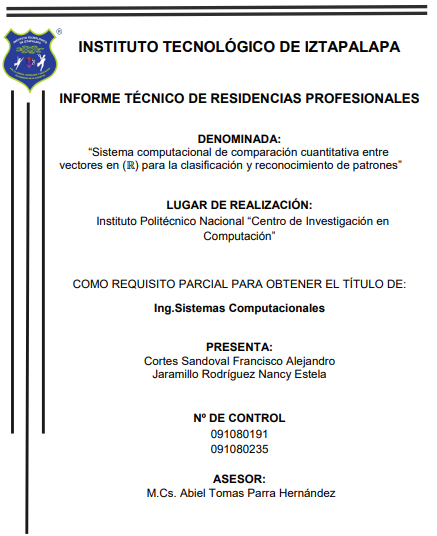 INSTITUTO TECNOLÓGICO DE IZTAPALAPA
INFORME TÉCNICO DE RESIDENCIAS PROFESIONALES
DENOMINADA:
“Sistema computacional de comparación cuantitativa entre
vectores en (ℝ) para la clasificación y reconocimiento de patrones”
LUGAR DE REALIZACIÓN:
Instituto Politécnico Nacional “Centro de Investigación en
Computación”
COMO REQUISITO PARCIAL PARA OBTENER EL TÍTULO DE:
Ing.Sistemas Computacionales
PRESENTA:
Cortes Sandoval Francisco Alejandro
Jaramillo Rodríguez Nancy Estela
Nº DE CONTROL
091080191
091080235
ASESOR:
M.Cs. Abiel Tomas Parra Hernández